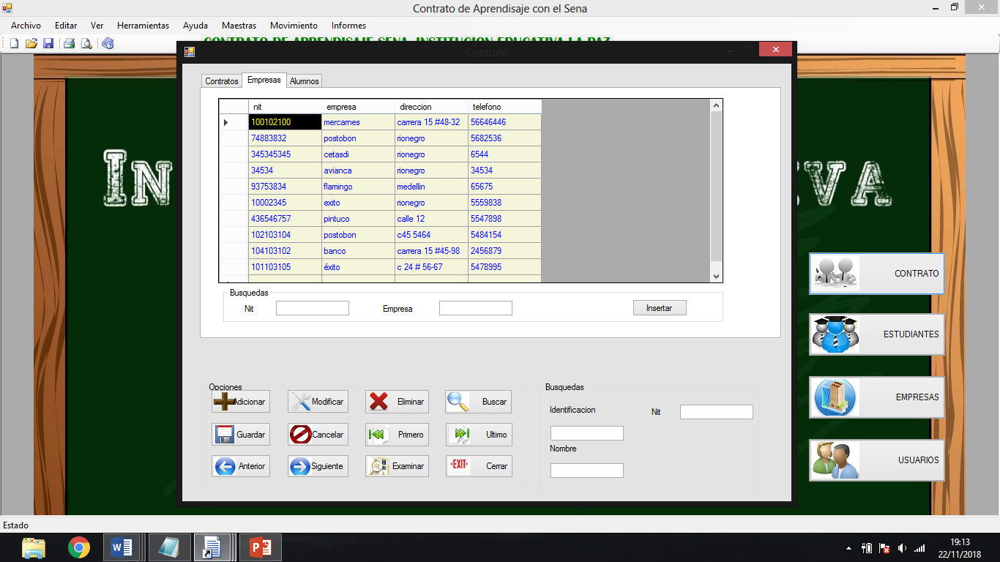 Contrato de Aprendisaje con el Sena
Archivo Editar Ver Herramientas Ayuda Maestras Movimiento Informes
CONTRATO DE APRENDISAJE SENA INSTITUCION EDUCATIVA LA PAZ
Contrato
Contratos Empresas Alumnos
nit empresa direccion telefono
100102100 mercames carrera 15 #48-32 56646446
74883832 postobon rionegro 5682536
345345345 cetasdi rionegro 6544
34534 avianca rionegro 34534
93753834 flamingo medellin 65675
10002345 exito rionegro 5559838
436546757 pintuco calle 12 5547898
102103104 postobon c45 5464 5484154
104103102 banco carrera 15 #45-98 2456879
101103105 éxito c 24 # 56-67 5478995
Busquedas
Nit Empresa Insertar
In
VA
CONTRATO
ESTUDIANTES
EMPRESAS
USUARIOS
Opciones
Adicionar Modificar Eliminar Buscar
Guardar Cancelar Primero Ultimo
Anterior Siguiente Examinar EXIT Cerrar
Busquedas
Identificacion Nit
Nombre
Estado
19:13
22/11/2018